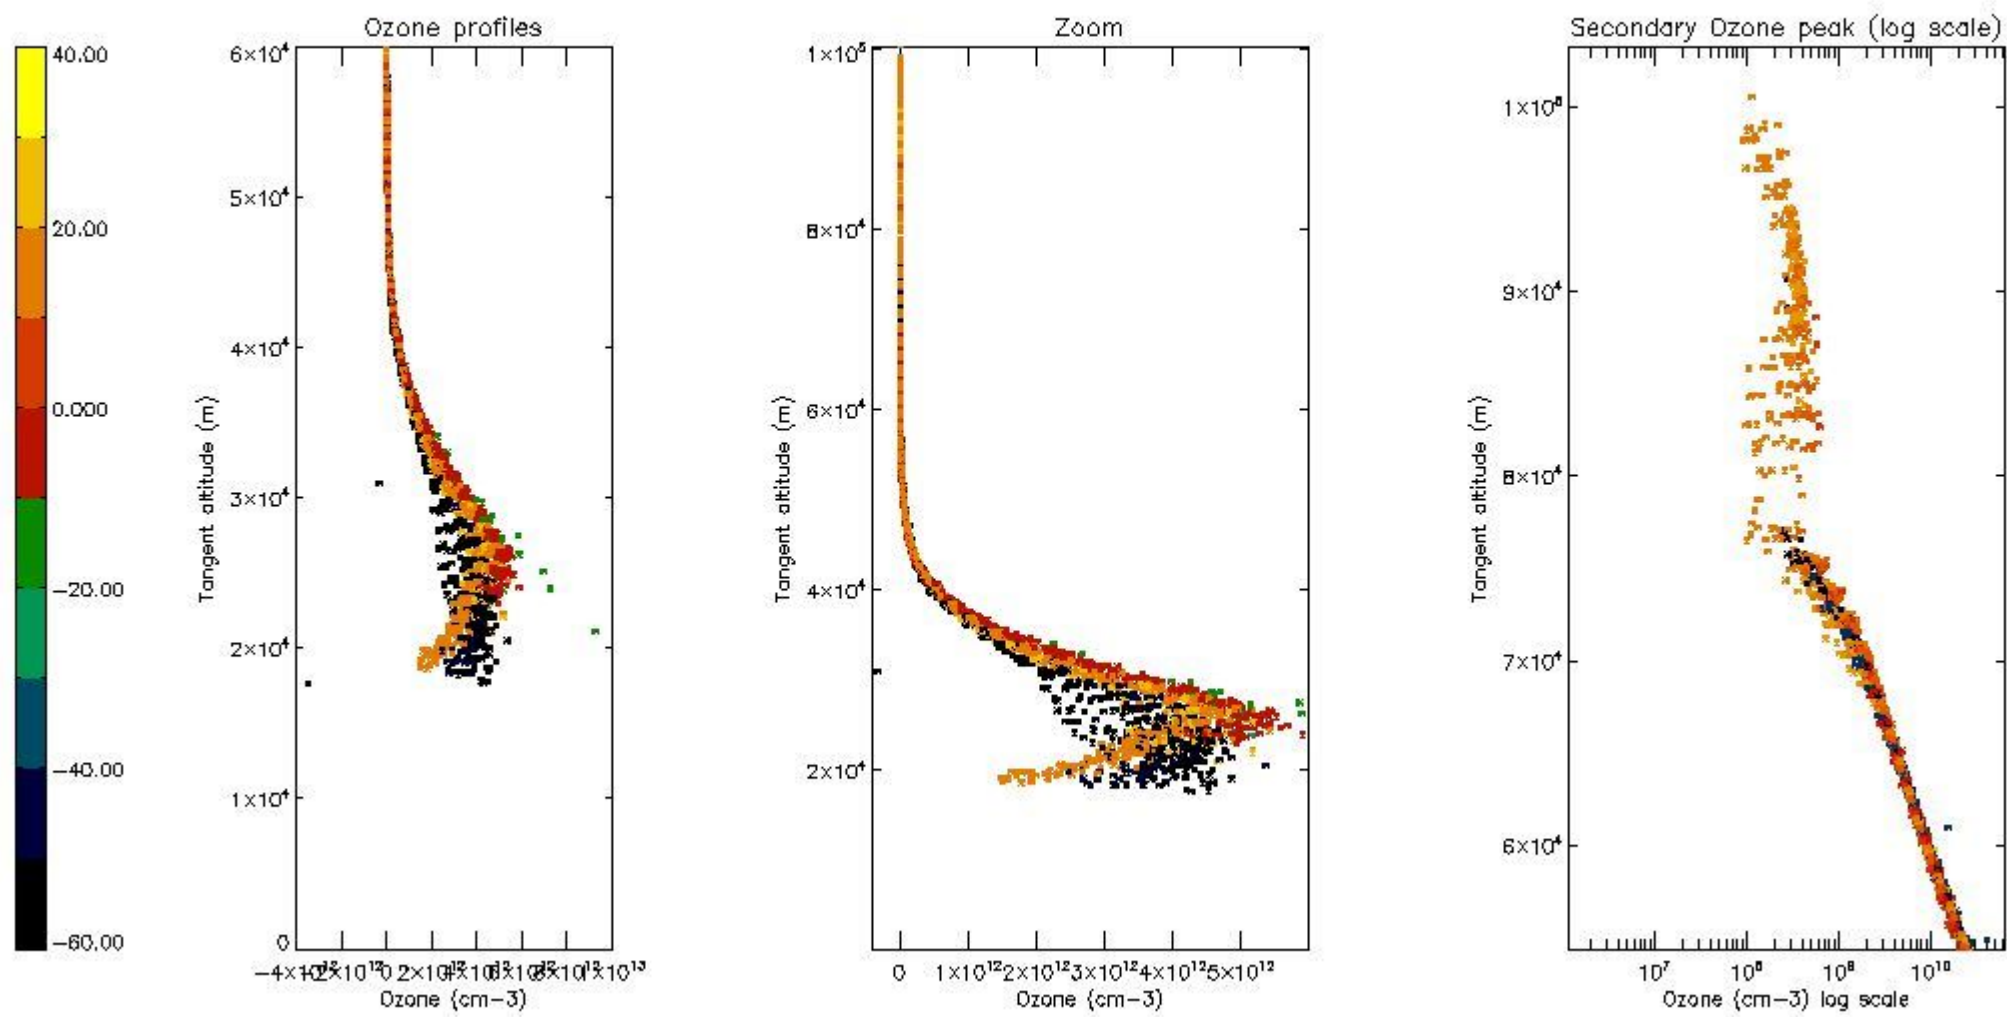 Ozone profiles
Zoom
Secondary Ozone peak (log scale)
40.00
20.00
0.000
−20.00
−40.00
−60.00
6×10⁴
5×10⁴
4×10⁴
3×10⁴
2×10⁴
1×10⁴
0
Tangent altitude (m)
Ozone (cm−3)
1×10⁵
8×10⁴
6×10⁴
4×10⁴
2×10⁴
Tangent altitude (m)
0 1×10¹² 2×10¹² 3×10¹² 4×10¹² 5×10¹²
Ozone (cm−3)
9×10⁴
8×10⁴
7×10⁴
6×10⁴
Tangent altitude (m)
10⁷ 10⁸ 10⁹ 10¹⁰
Ozone (cm−3) log scale